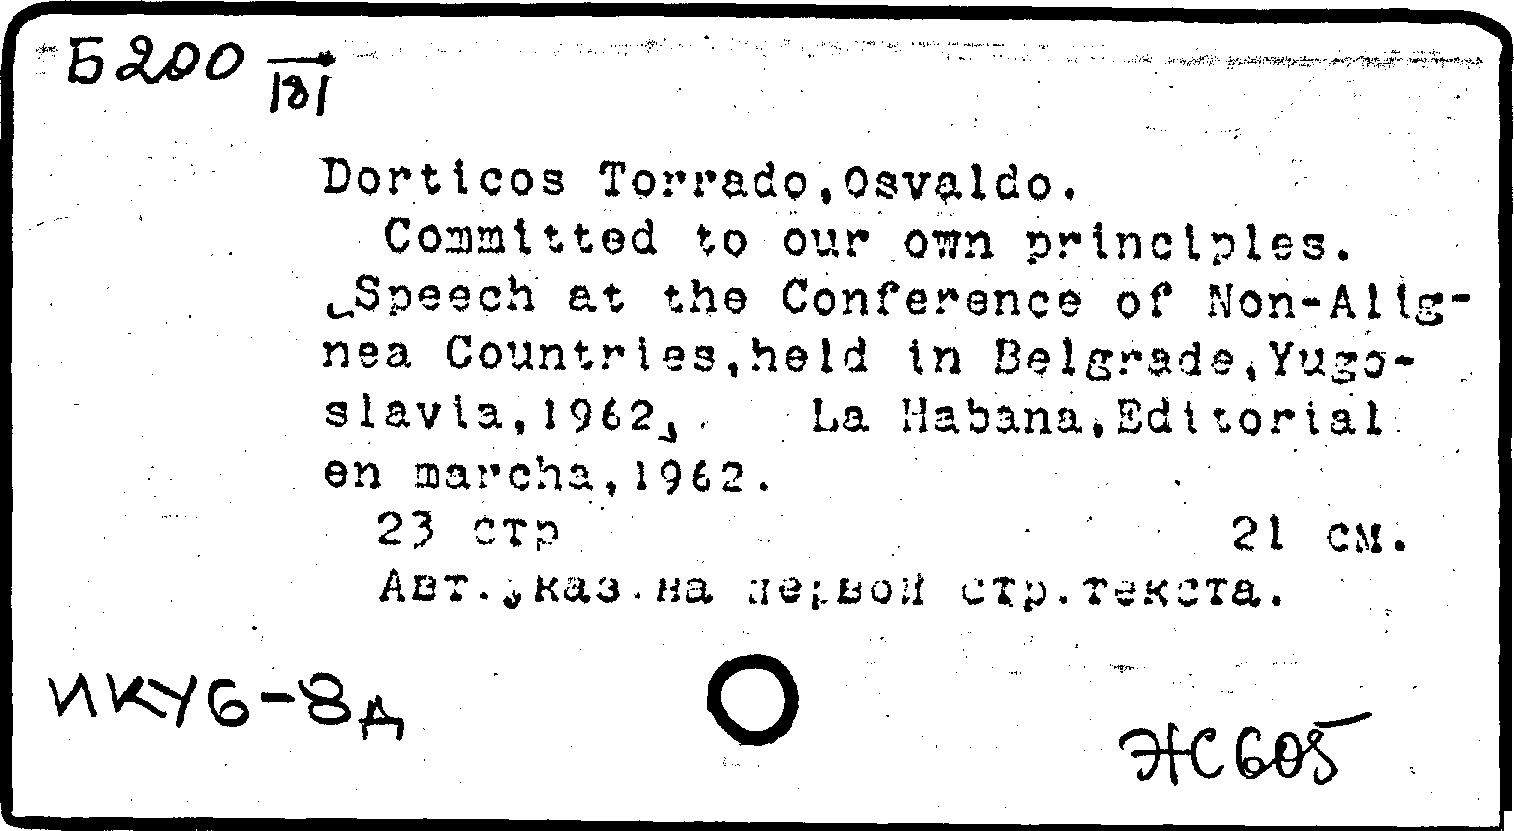 Б200 →
181
Dorticos Torrado,Osvaldo.
Committed to our own principles.
Speech at the Conference of Non-Alig-
nea Countries,held in Belgrade,Yugo-
slavia,1962. La Habana,Editorial
en marcha,1962.
23 стр 21 см.
Авт.указ.на первой стр.текста.
ИКУ6-8д
ЖС605